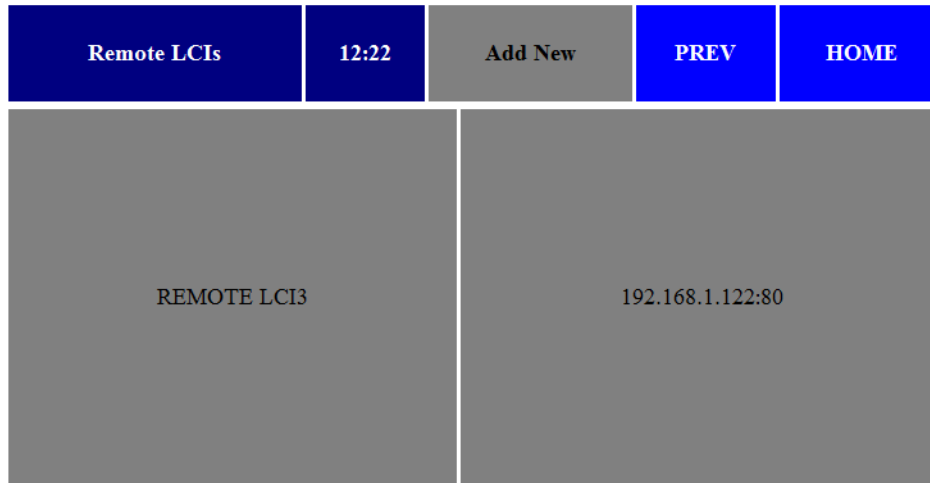 Remote LCIs 12:22 Add New PREV HOME
REMOTE LCI3 192.168.1.122:80